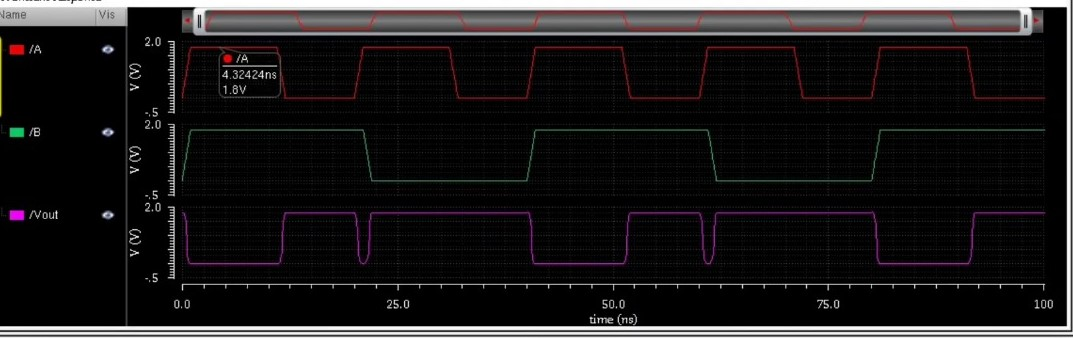 Name Vis
/A
2.0
V (V)
-.5
/A
4.32424ns
1.8V
/B
2.0
V (V)
-.5
/Vout
2.0
V (V)
-.5
0.0 25.0 50.0 75.0 100
time (ns)